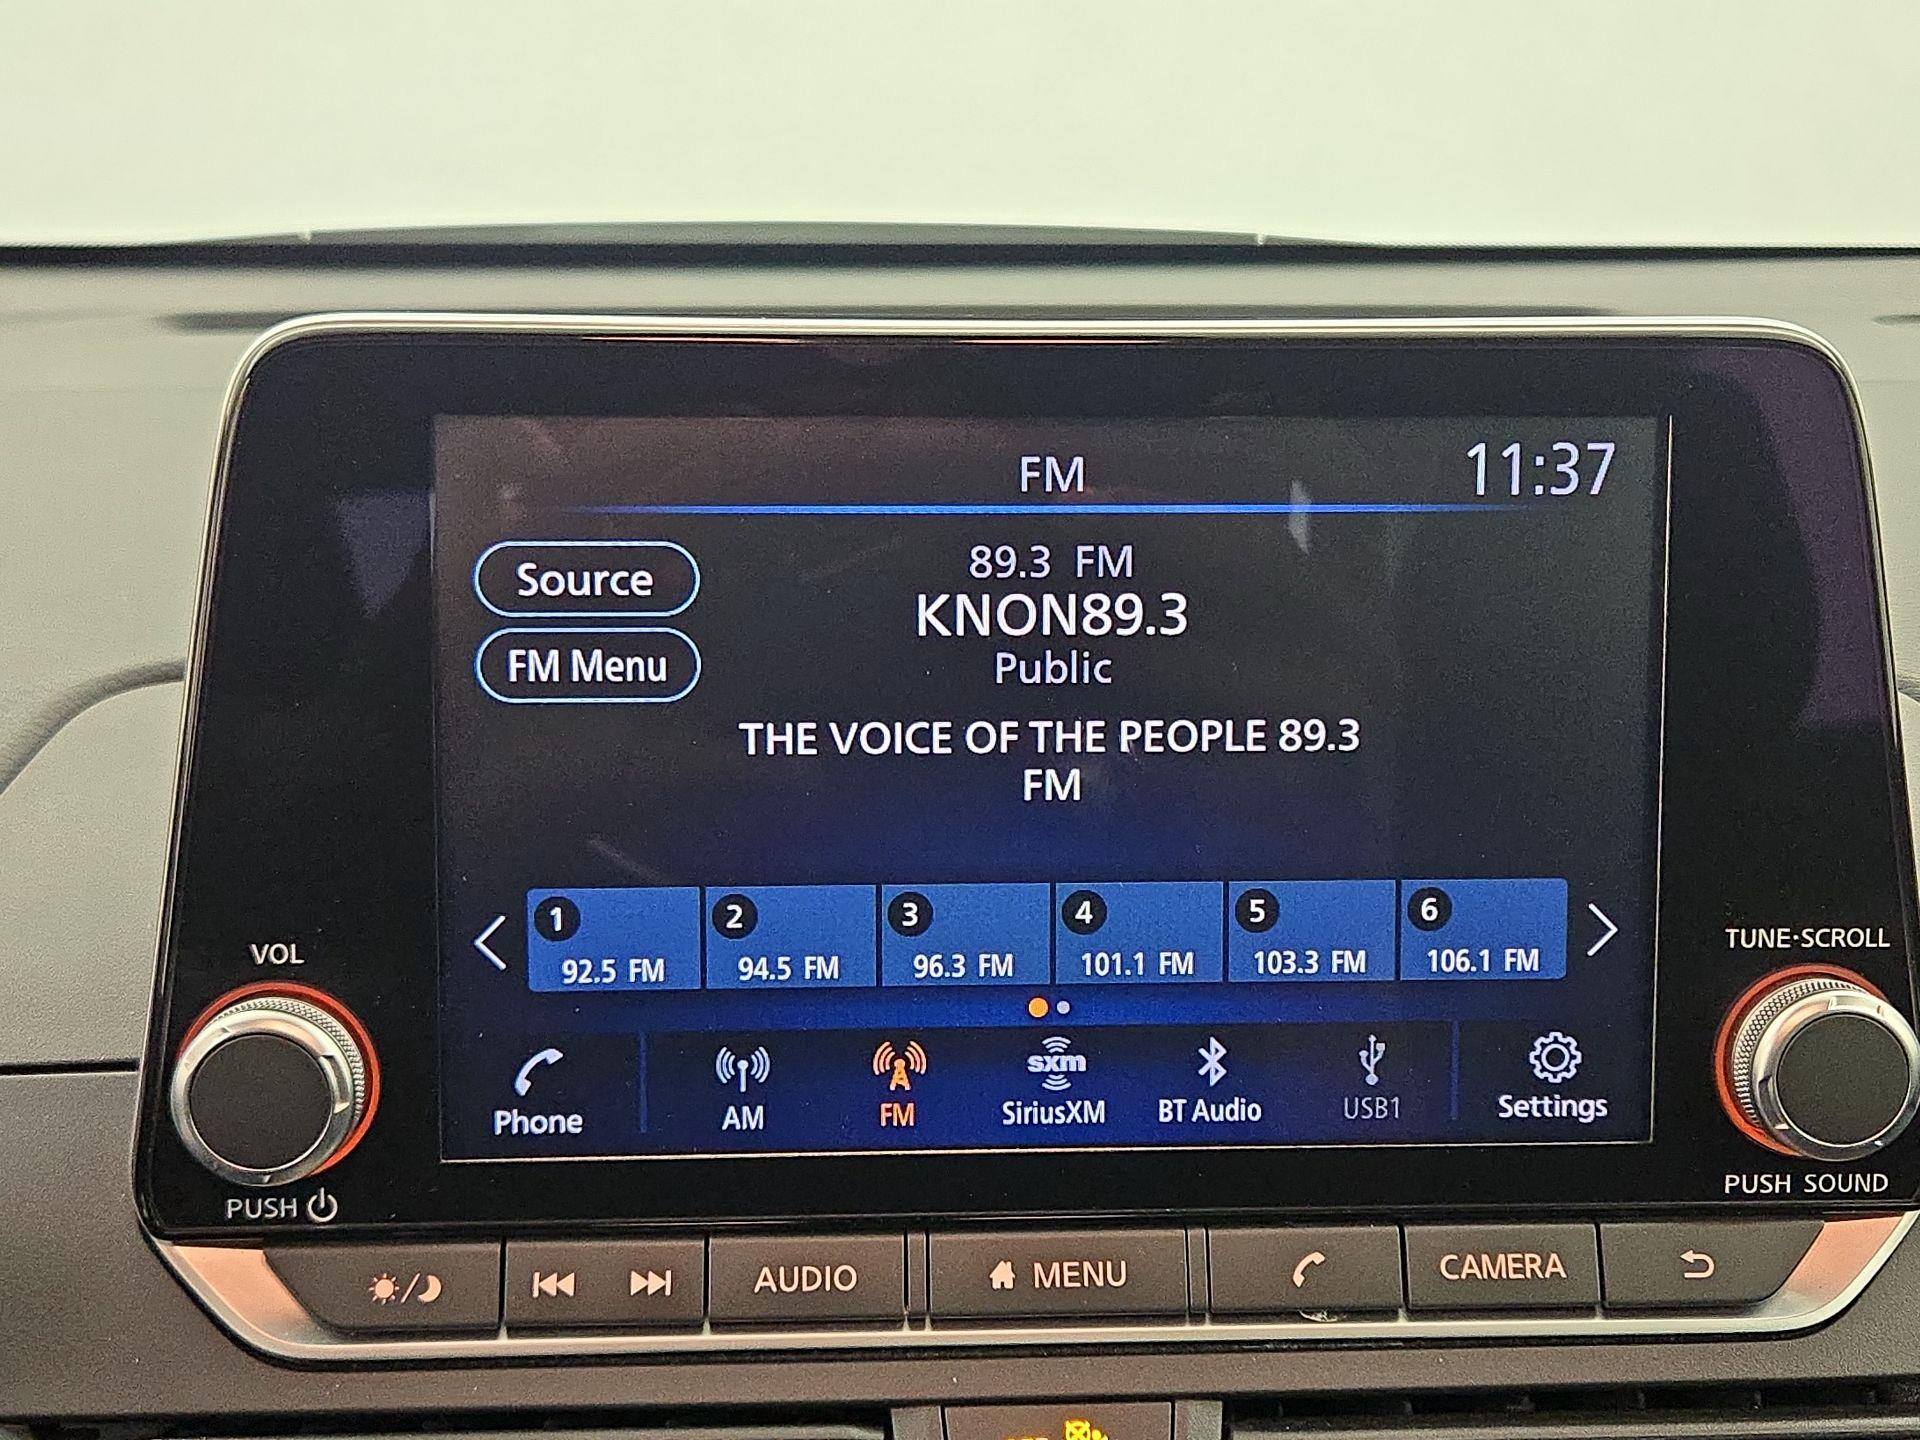 FM
11:37
Source
89.3 FM
KNON89.3
FM Menu
Public
THE VOICE OF THE PEOPLE 89.3
FM
1 2 3 4 5 6
92.5 FM 94.5 FM 96.3 FM 101.1 FM 103.3 FM 106.1 FM
VOL
TUNE·SCROLL
sxm
Phone AM FM SiriusXM BT Audio USB1 Settings
PUSH
PUSH SOUND
AUDIO MENU CAMERA